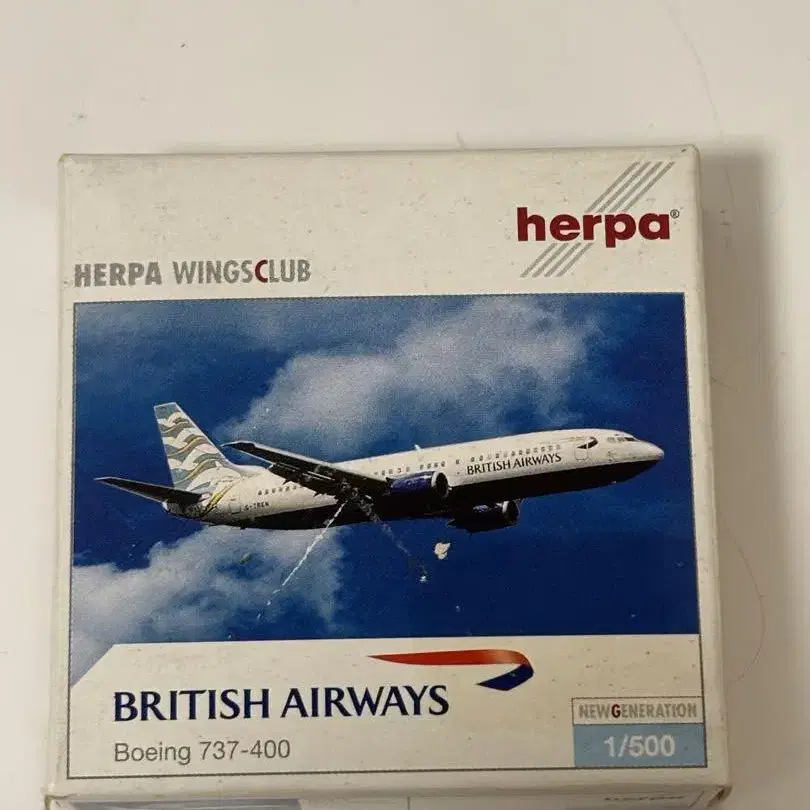 herpa®
HERPA WINGSCLUB
BRITISH AIRWAYS
BRITISH AIRWAYS
Boeing 737-400
NEWGENERATION
1/500